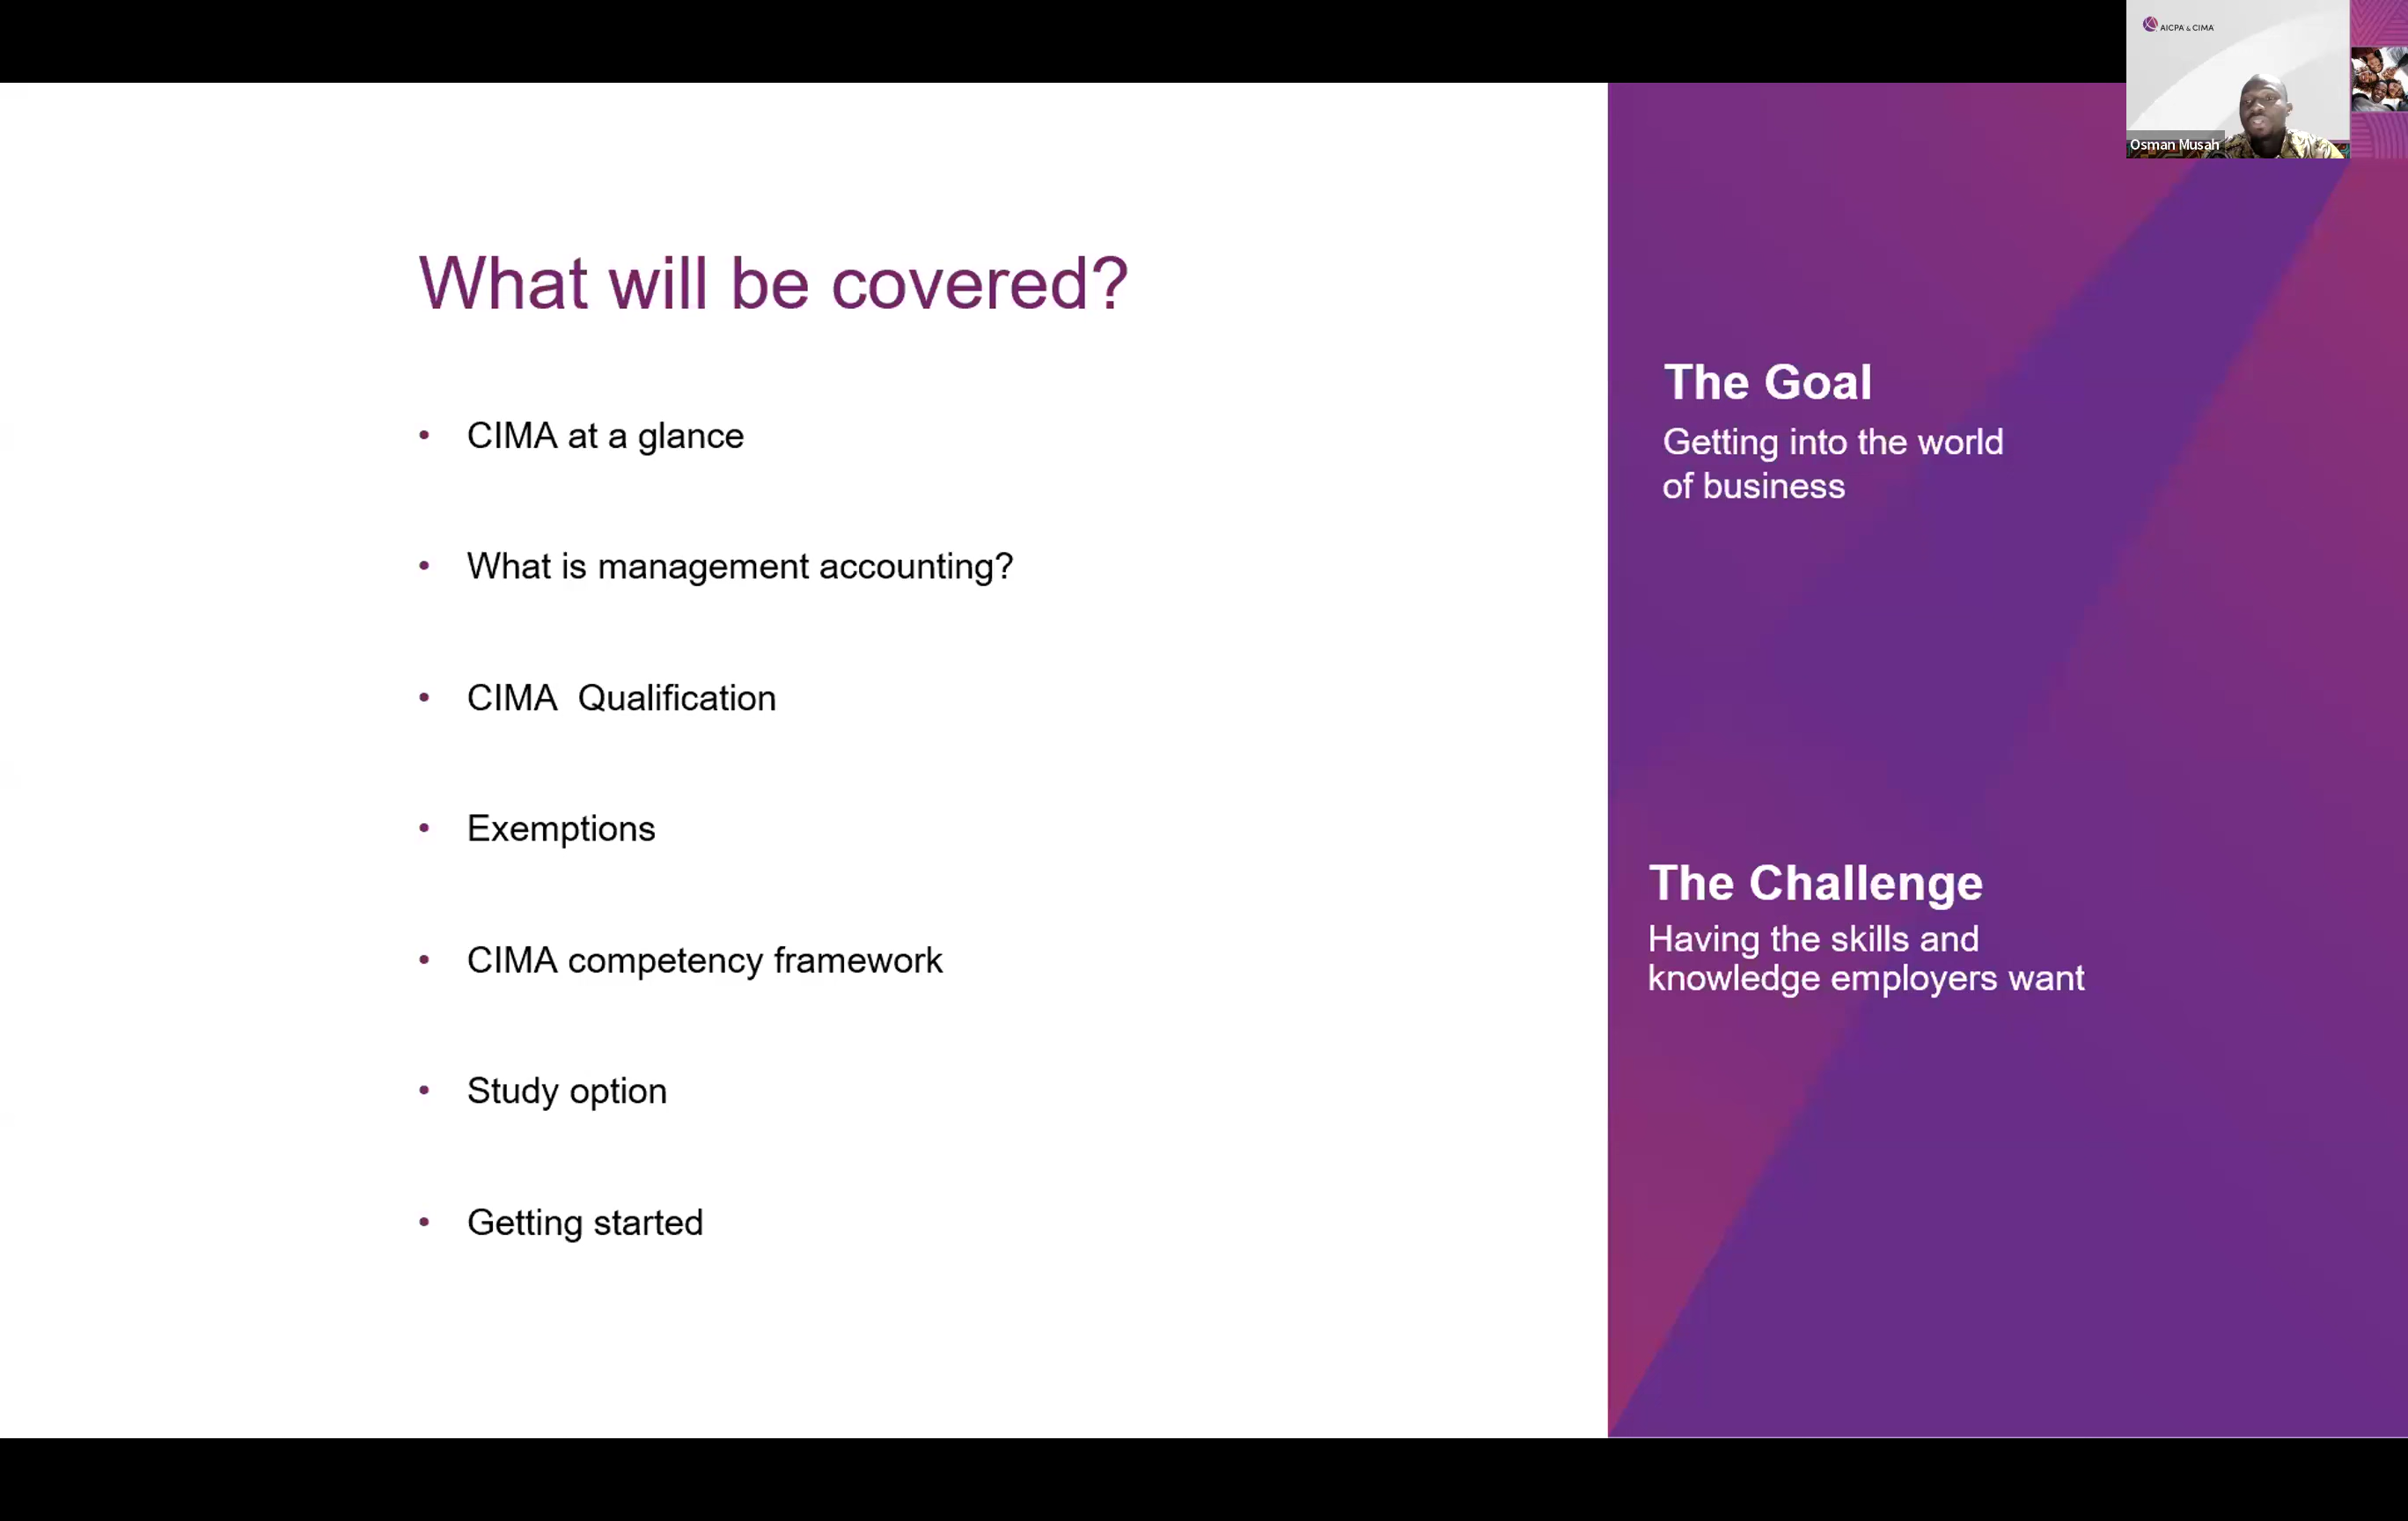 AICPA & CIMA
Osman Musah
What will be covered?
• CIMA at a glance
• What is management accounting?
• CIMA  Qualification
• Exemptions
• CIMA competency framework
• Study option
• Getting started
The Goal
Getting into the world
of business
The Challenge
Having the skills and
knowledge employers want